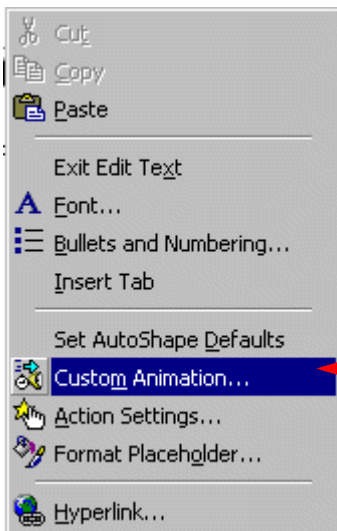 Cut
Copy
Paste
Exit Edit Text
Font...
Bullets and Numbering...
Insert Tab
Set AutoShape Defaults
Custom Animation...
Action Settings...
Format Placeholder...
Hyperlink...